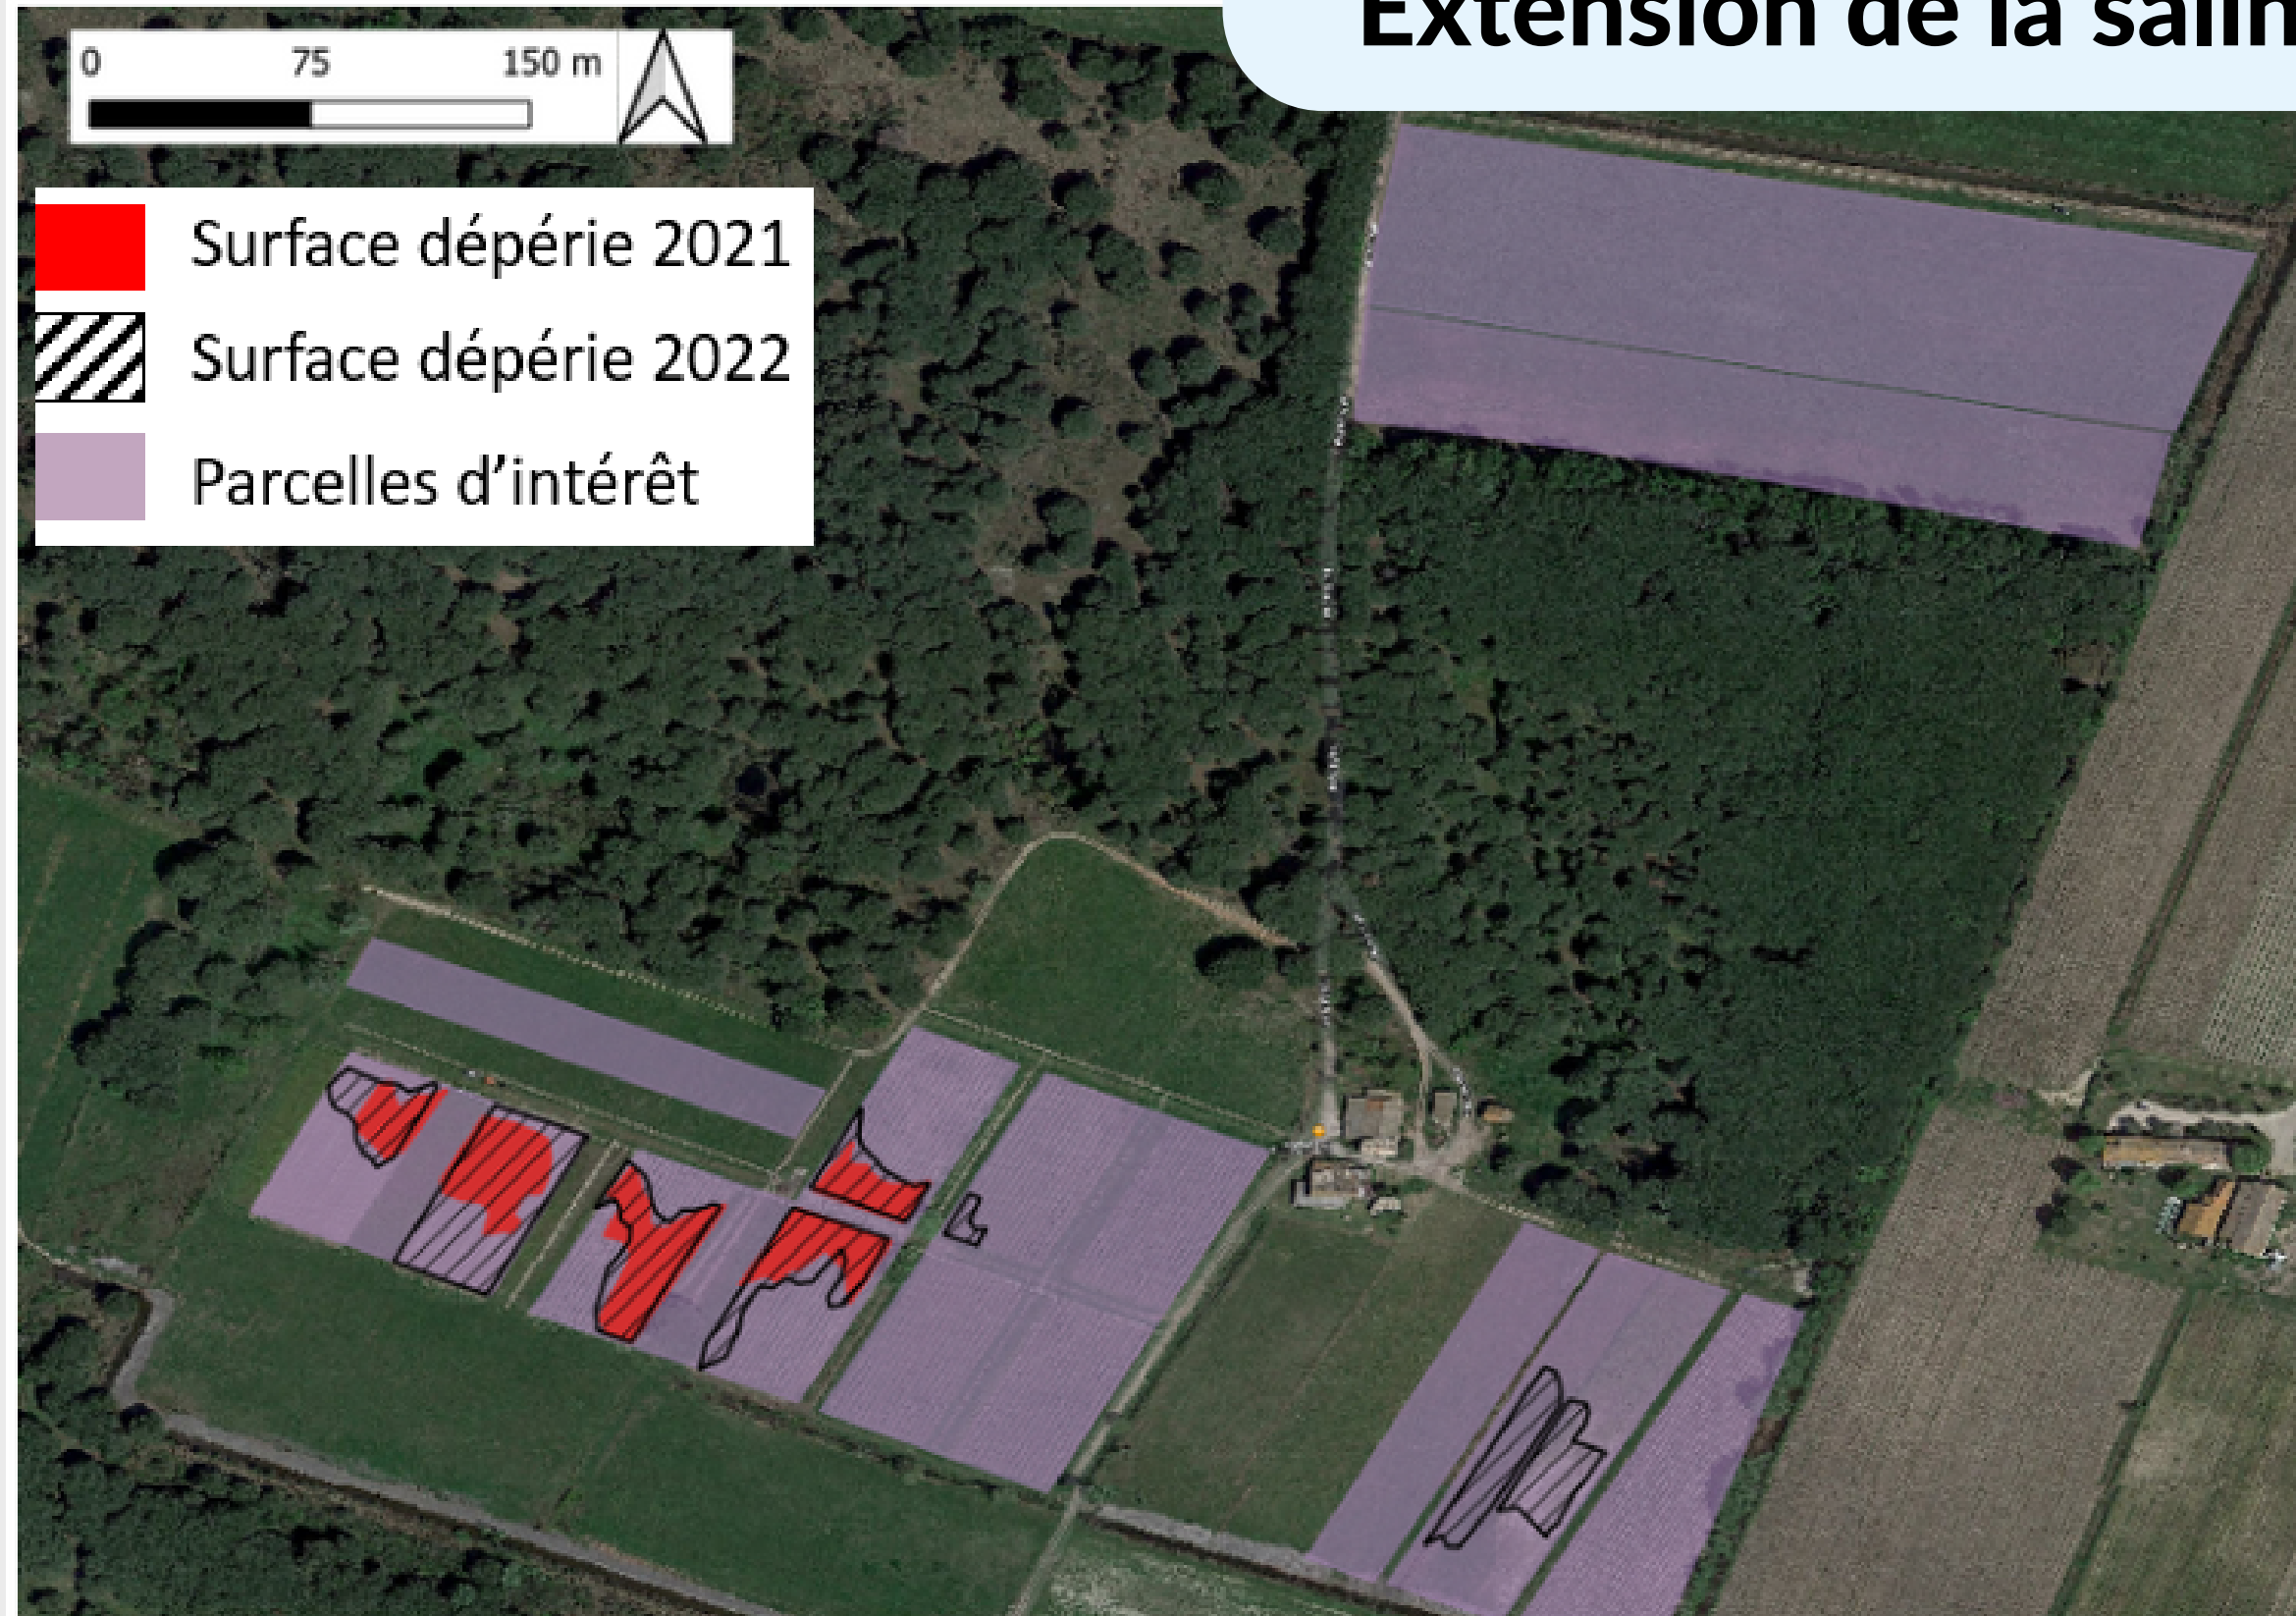 Extension de la salin
0 75 150 m
Surface dépérie 2021
Surface dépérie 2022
Parcelles d’intérêt